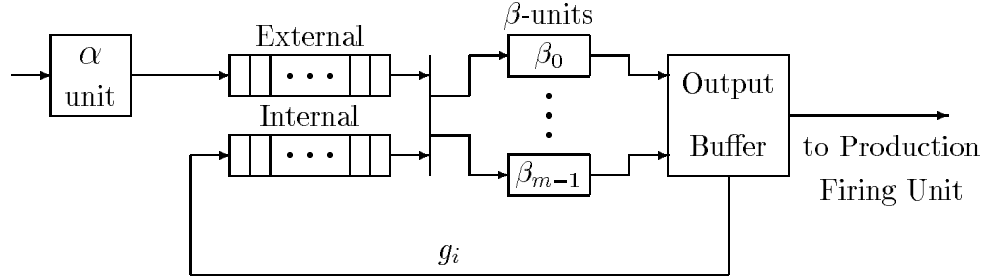 α
unit
External
Internal
β-units
β₀
βₘ₋₁
Output
Buffer
to Production
Firing Unit
gᵢ